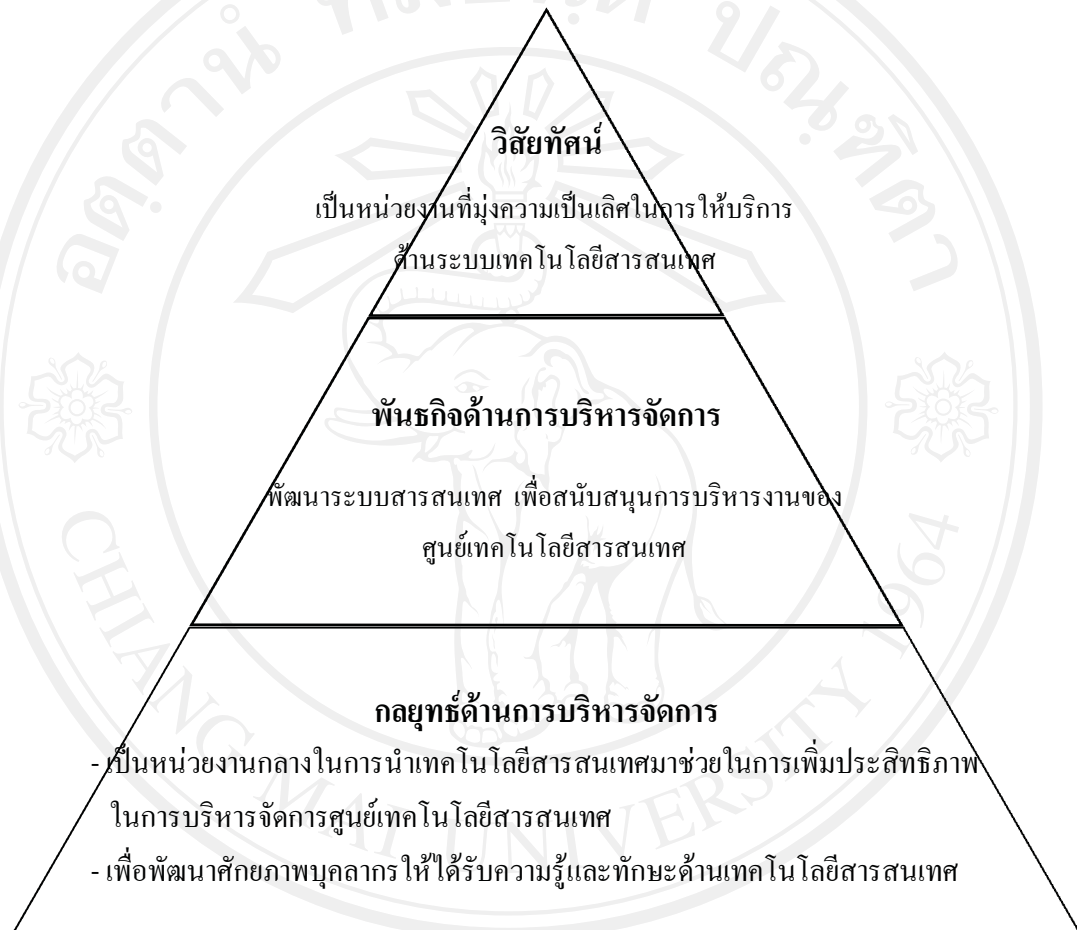 วิสัยทัศน์
เป็นหน่วยงานที่มุ่งความเป็นเลิศในการให้บริการ
ด้านระบบเทคโนโลยีสารสนเทศ
พันธกิจด้านการบริหารจัดการ
พัฒนาระบบสารสนเทศ เพื่อสนับสนุนการบริหารงานของ
ศูนย์เทคโนโลยีสารสนเทศ
กลยุทธ์ด้านการบริหารจัดการ
- เป็นหน่วยงานกลางในการนำเทคโนโลยีสารสนเทศมาช่วยในการเพิ่มประสิทธิภาพ
ในการบริหารจัดการศูนย์เทคโนโลยีสารสนเทศ
- เพื่อพัฒนาศักยภาพบุคลากรให้ได้รับความรู้และทักษะด้านเทคโนโลยีสารสนเทศ
CHIANG MAI UNIVERSITY 1964